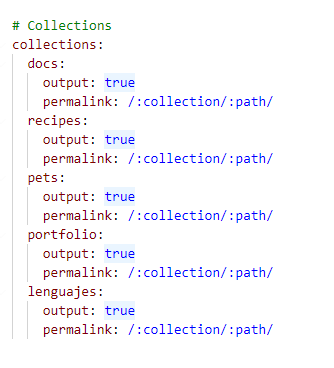 # Collections
collections:
  docs:
    output: true
    permalink: /:collection/:path/
  recipes:
    output: true
    permalink: /:collection/:path/
  pets:
    output: true
    permalink: /:collection/:path/
  portfolio:
    output: true
    permalink: /:collection/:path/
  lenguajes:
    output: true
    permalink: /:collection/:path/